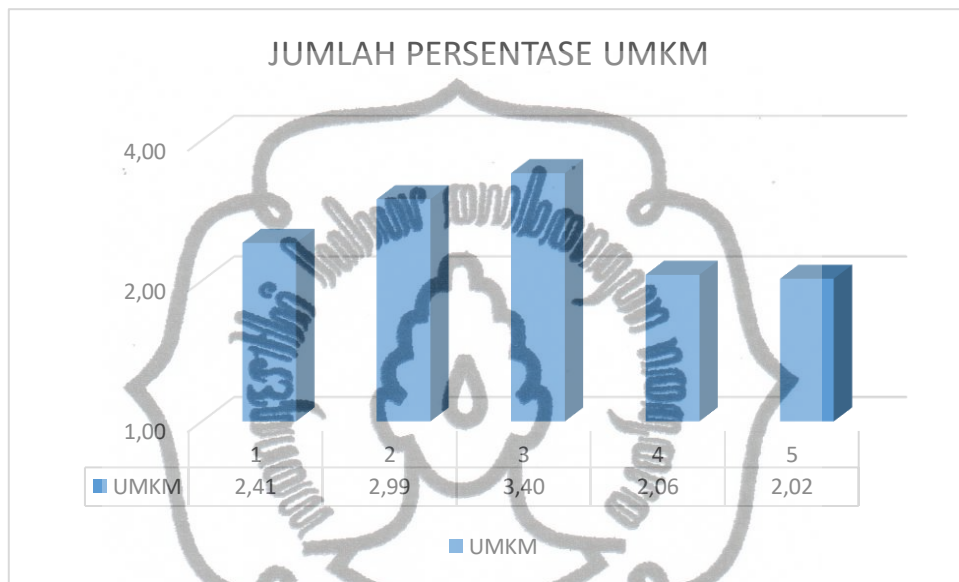 JUMLAH PERSENTASE UMKM
4,00
2,00
1,00
1 2 3 4 5
UMKM 2,41 2,99 3,40 2,06 2,02
UMKM